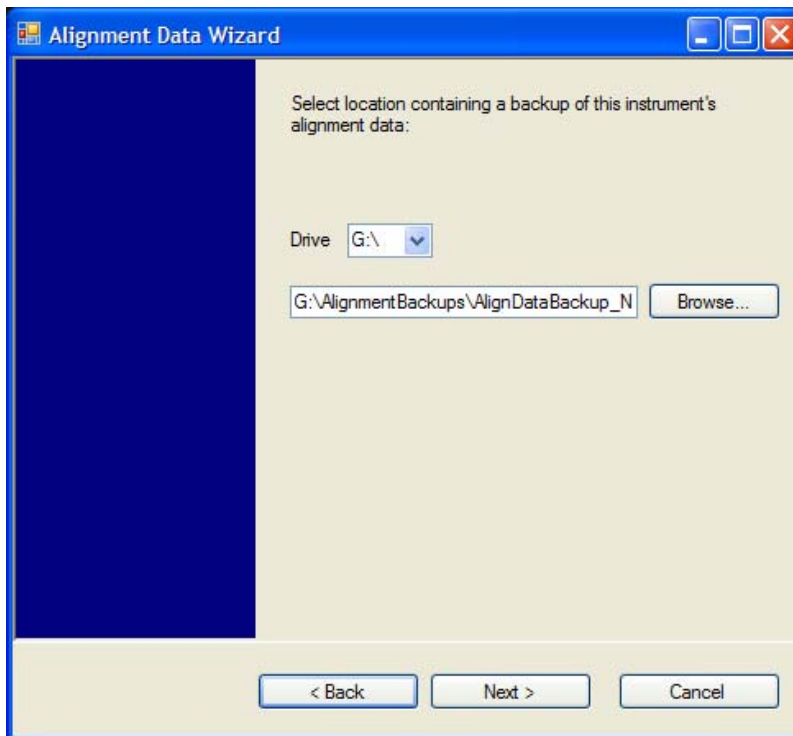 Alignment Data Wizard
Select location containing a backup of this instrument's
alignment data:
Drive G:\
G:\AlignmentBackups\AlignDataBackup_N Browse...
< Back Next > Cancel